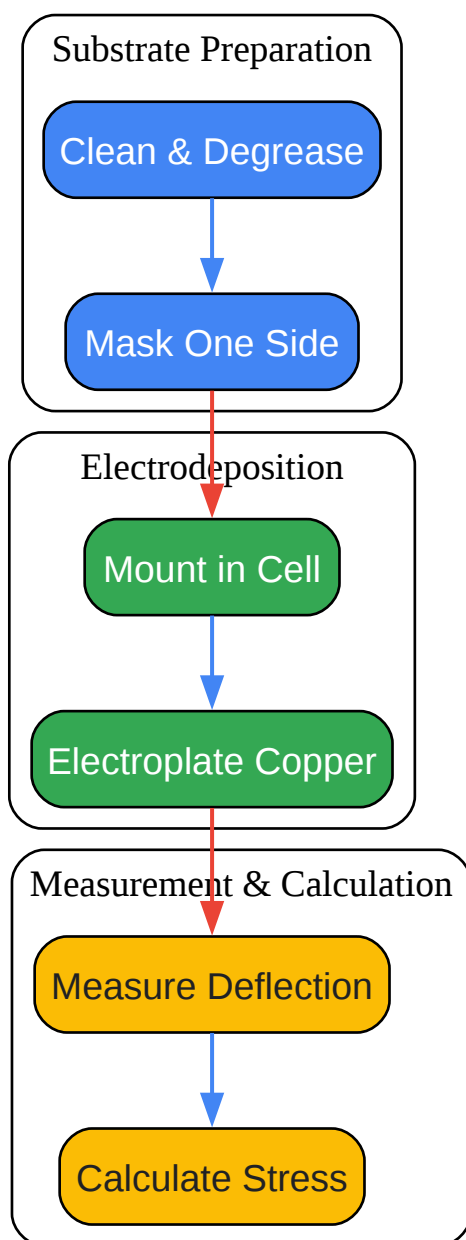 Substrate Preparation
Clean & Degrease
Mask One Side
Electrodeposition
Mount in Cell
Electroplate Copper
Measurement & Calculation
Measure Deflection
Calculate Stress